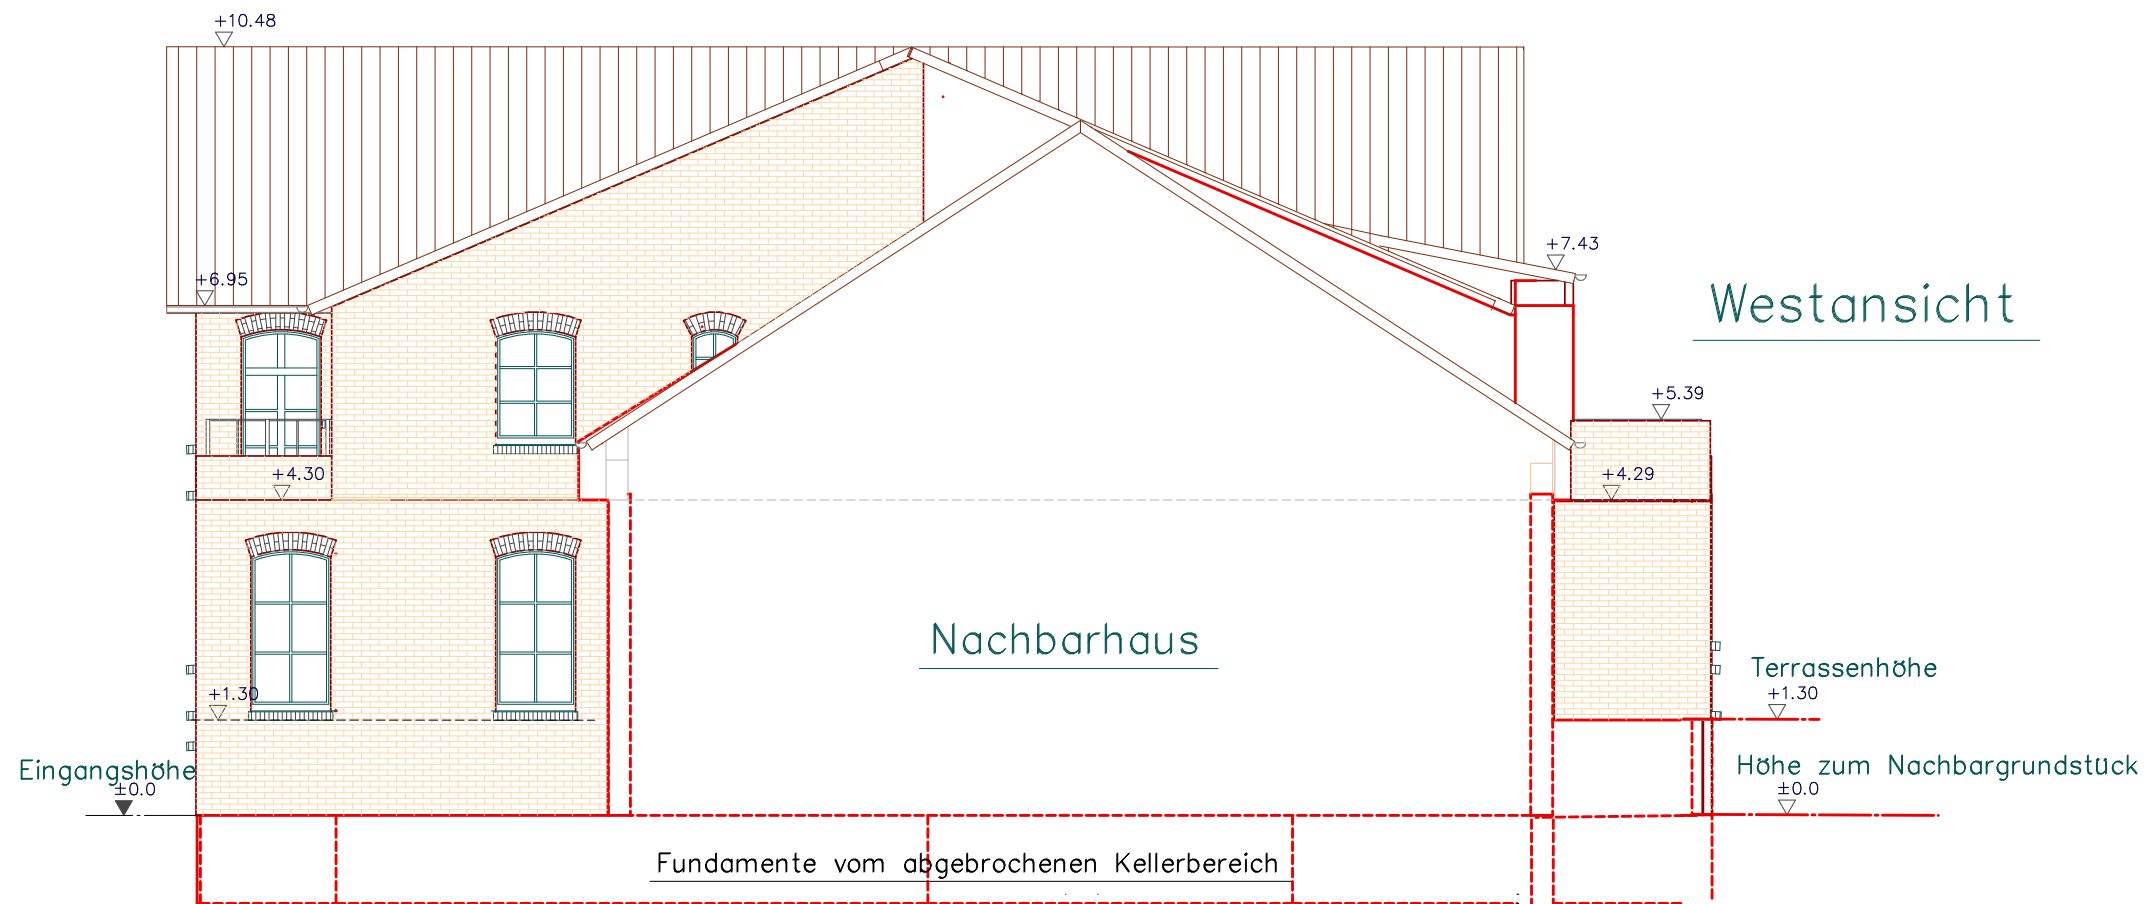 +10.48
+7.43
+6.95
Westansicht
+5.39
+4.30
+4.29
Nachbarhaus
Terrassenhöhe
+1.30
+1.30
Eingangshöhe
±0.0
Höhe zum Nachbargrundstück
±0.0
Fundamente vom abgebrochenen Kellerbereich